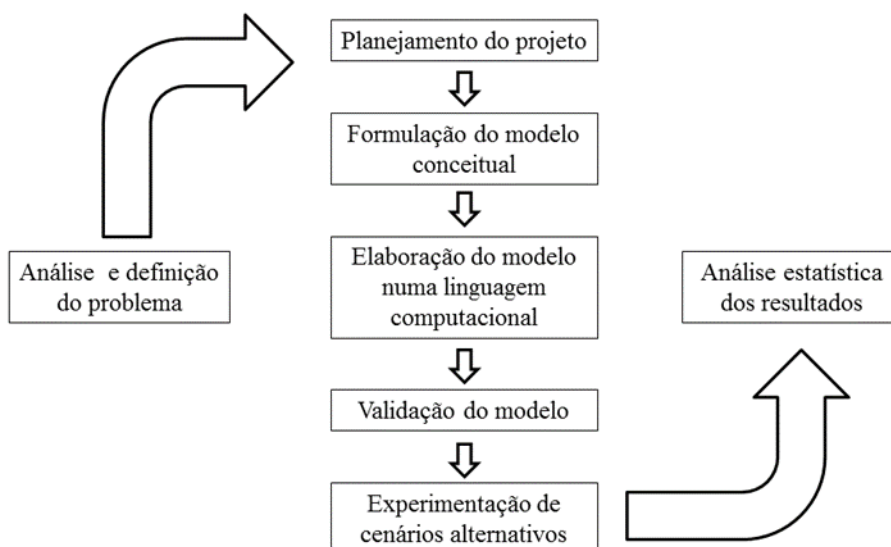 Análise e definição
do problema
Planejamento do projeto
Formulação do modelo
conceitual
Elaboração do modelo
numa linguagem
computacional
Validação do modelo
Experimentação de
cenários alternativos
Análise estatística
dos resultados